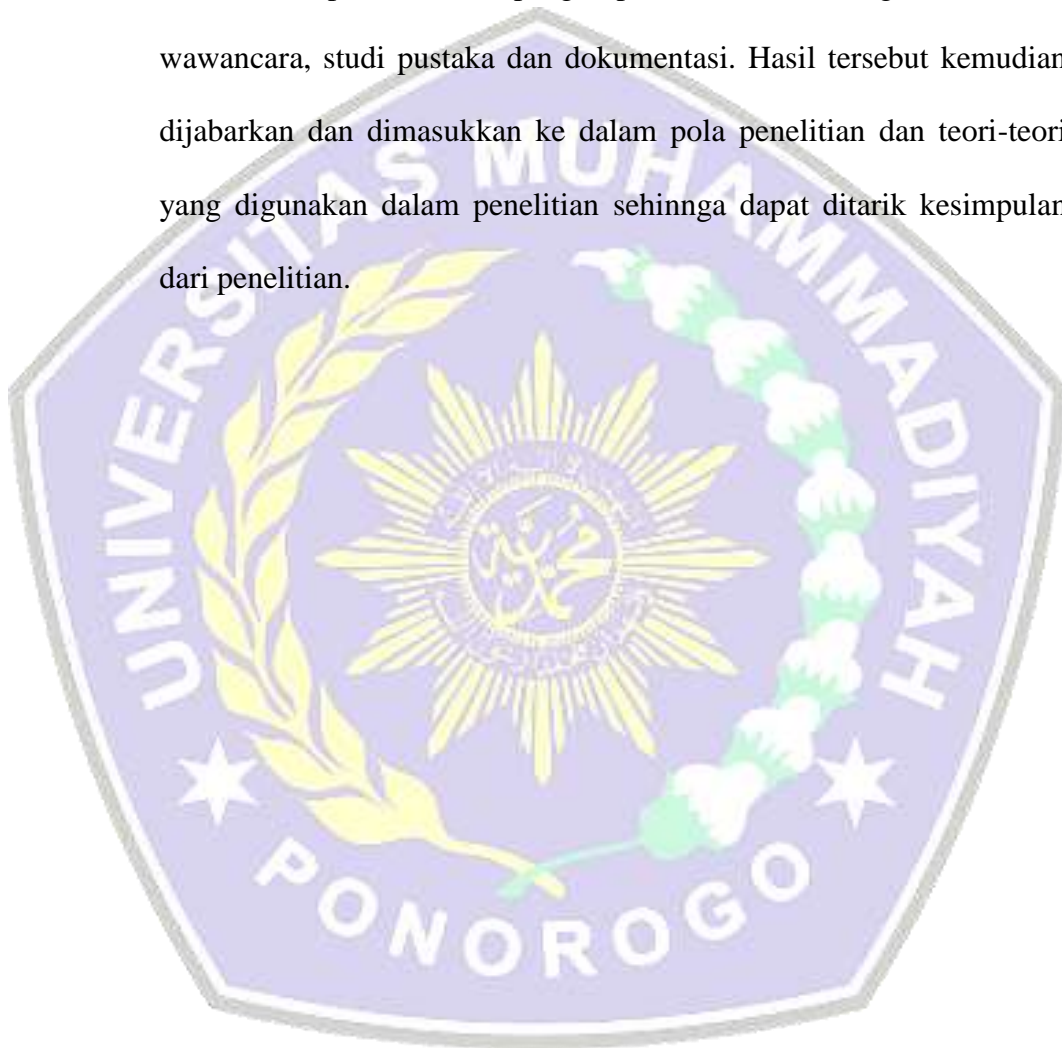 wawancara, studi pustaka dan dokumentasi. Hasil tersebut kemudian
dijabarkan dan dimasukkan ke dalam pola penelitian dan teori-teori
yang digunakan dalam penelitian sehinnga dapat ditarik kesimpulan
dari penelitian.
UNIVERSITAS MUHAMMADIYAH
PONOROGO